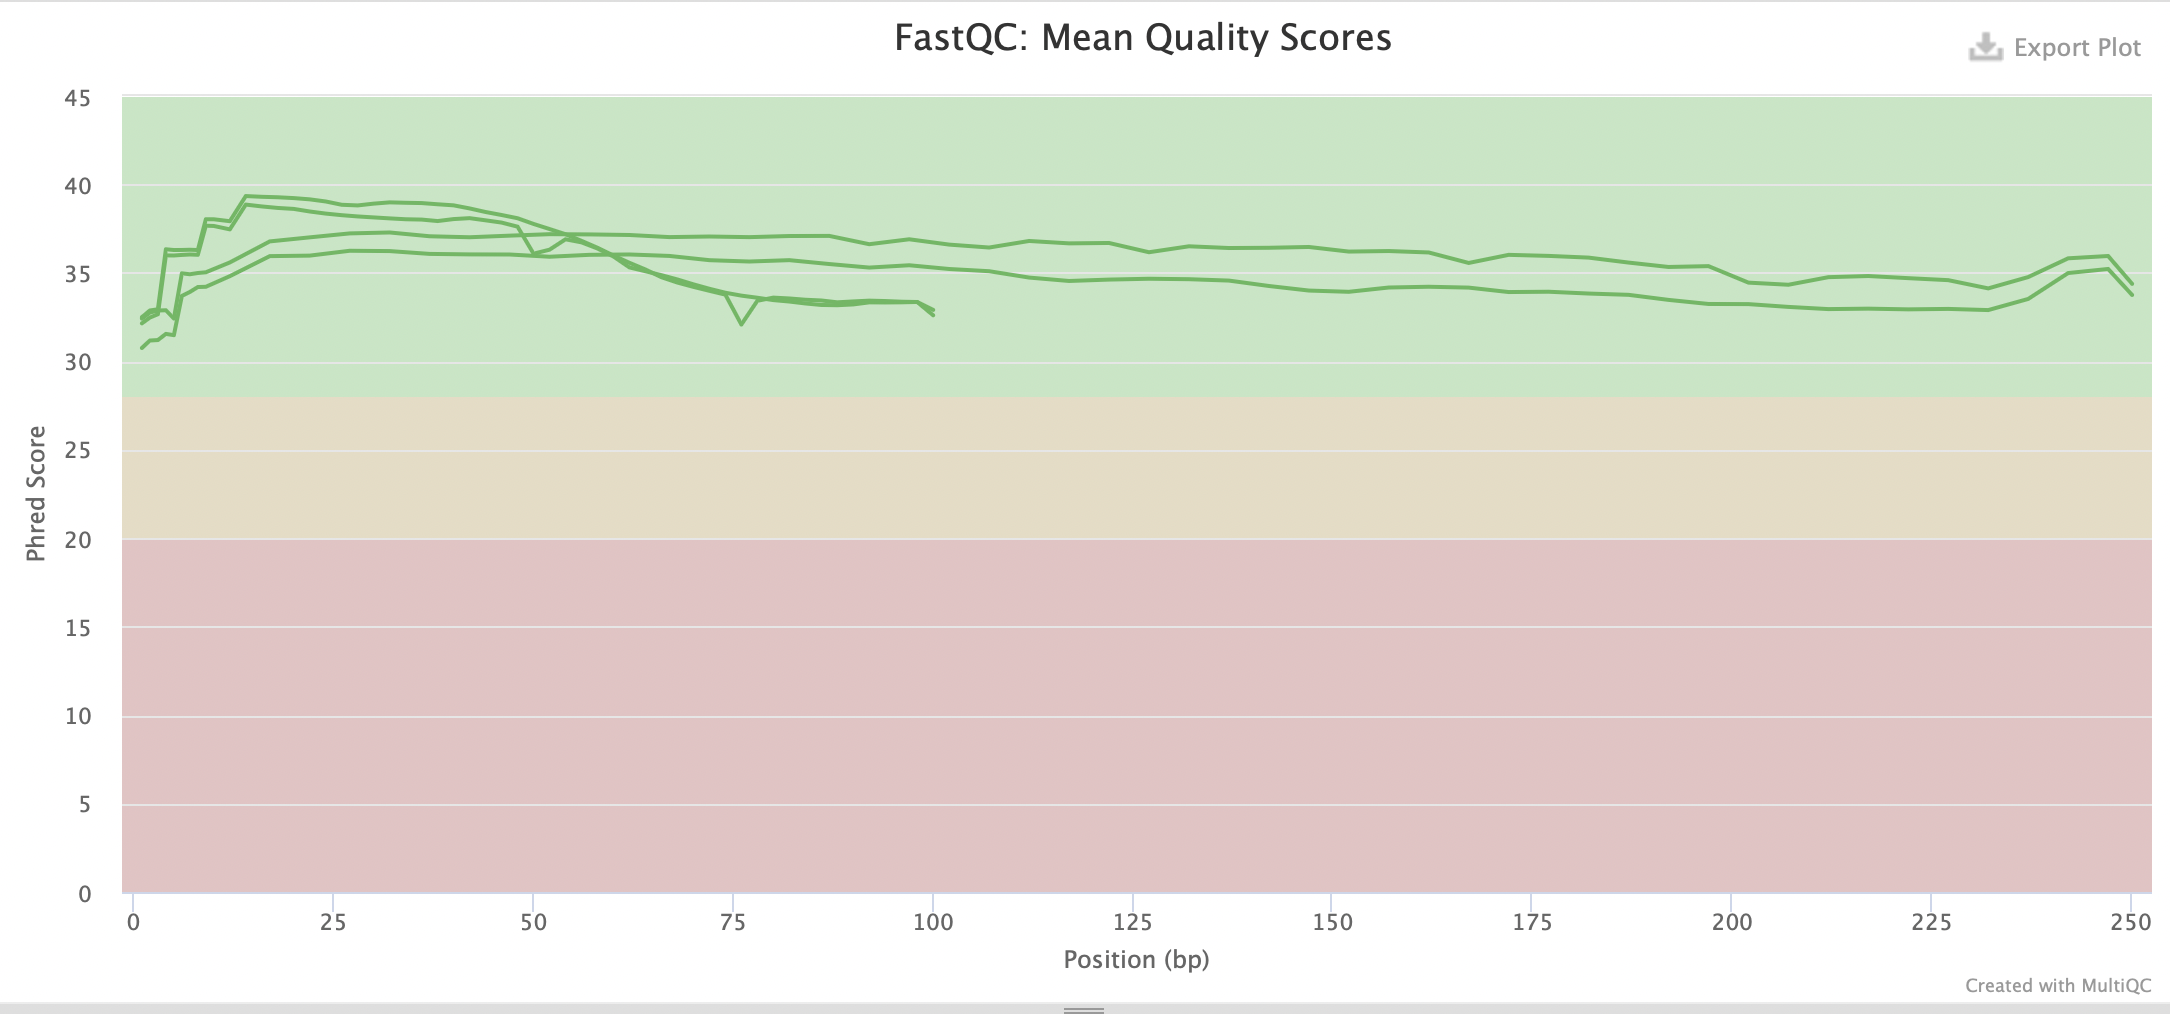 FastQC: Mean Quality Scores
Export Plot
45
40
35
30
25
20
15
10
5
0
Phred Score
0 25 50 75 100 125 150 175 200 225 250
Position (bp)
Created with MultiQC